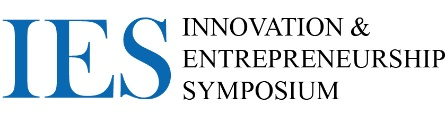 IES
INNOVATION &
ENTREPRENEURSHIP
SYMPOSIUM